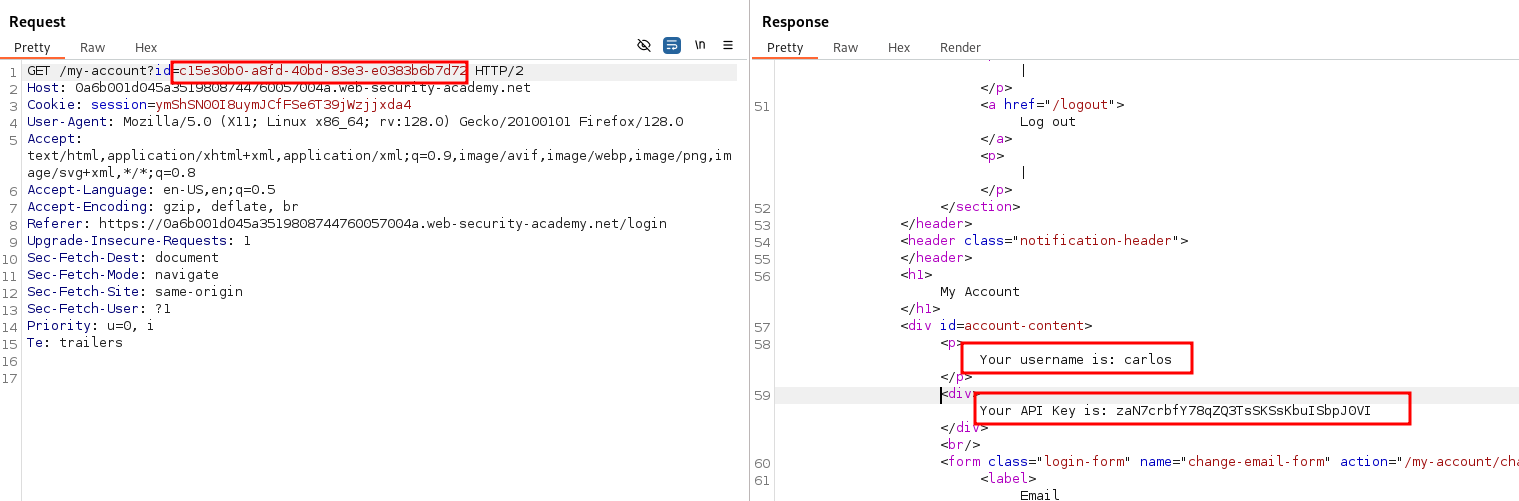 Request
Pretty Raw Hex
\n
1 GET /my-account?id=c15e30b0-a8fd-40bd-83e3-e0383b6b7d72 HTTP/2
2 Host: 0a6b001d045a3519808744760057004a.web-security-academy.net
3 Cookie: session=ymShSN00I8uymJCfFSe6T39jWzjjxda4
4 User-Agent: Mozilla/5.0 (X11; Linux x86_64; rv:128.0) Gecko/20100101 Firefox/128.0
5 Accept:
text/html,application/xhtml+xml,application/xml;q=0.9,image/avif,image/webp,image/png,im
age/svg+xml,*/*;q=0.8
6 Accept-Language: en-US,en;q=0.5
7 Accept-Encoding: gzip, deflate, br
8 Referer: https://0a6b001d045a3519808744760057004a.web-security-academy.net/login
9 Upgrade-Insecure-Requests: 1
10 Sec-Fetch-Dest: document
11 Sec-Fetch-Mode: navigate
12 Sec-Fetch-Site: same-origin
13 Sec-Fetch-User: ?1
14 Priority: u=0, i
15 Te: trailers
16
17
Response
Pretty Raw Hex Render
|
</p>
51 <a href="/logout">
Log out
</a>
<p>
|
</p>
52 </section>
53 </header>
54 <header class="notification-header">
55 </header>
56 <h1>
My Account
</h1>
57 <div id=account-content>
58 <p>
Your username is: carlos
</p>
59 <div>
Your API Key is: zaN7crbfY78qZQ3TsSKSsKbuISbpJOVI
</div>
<br/>
60 <form class="login-form" name="change-email-form" action="/my-account/cha
61 <label>
Email